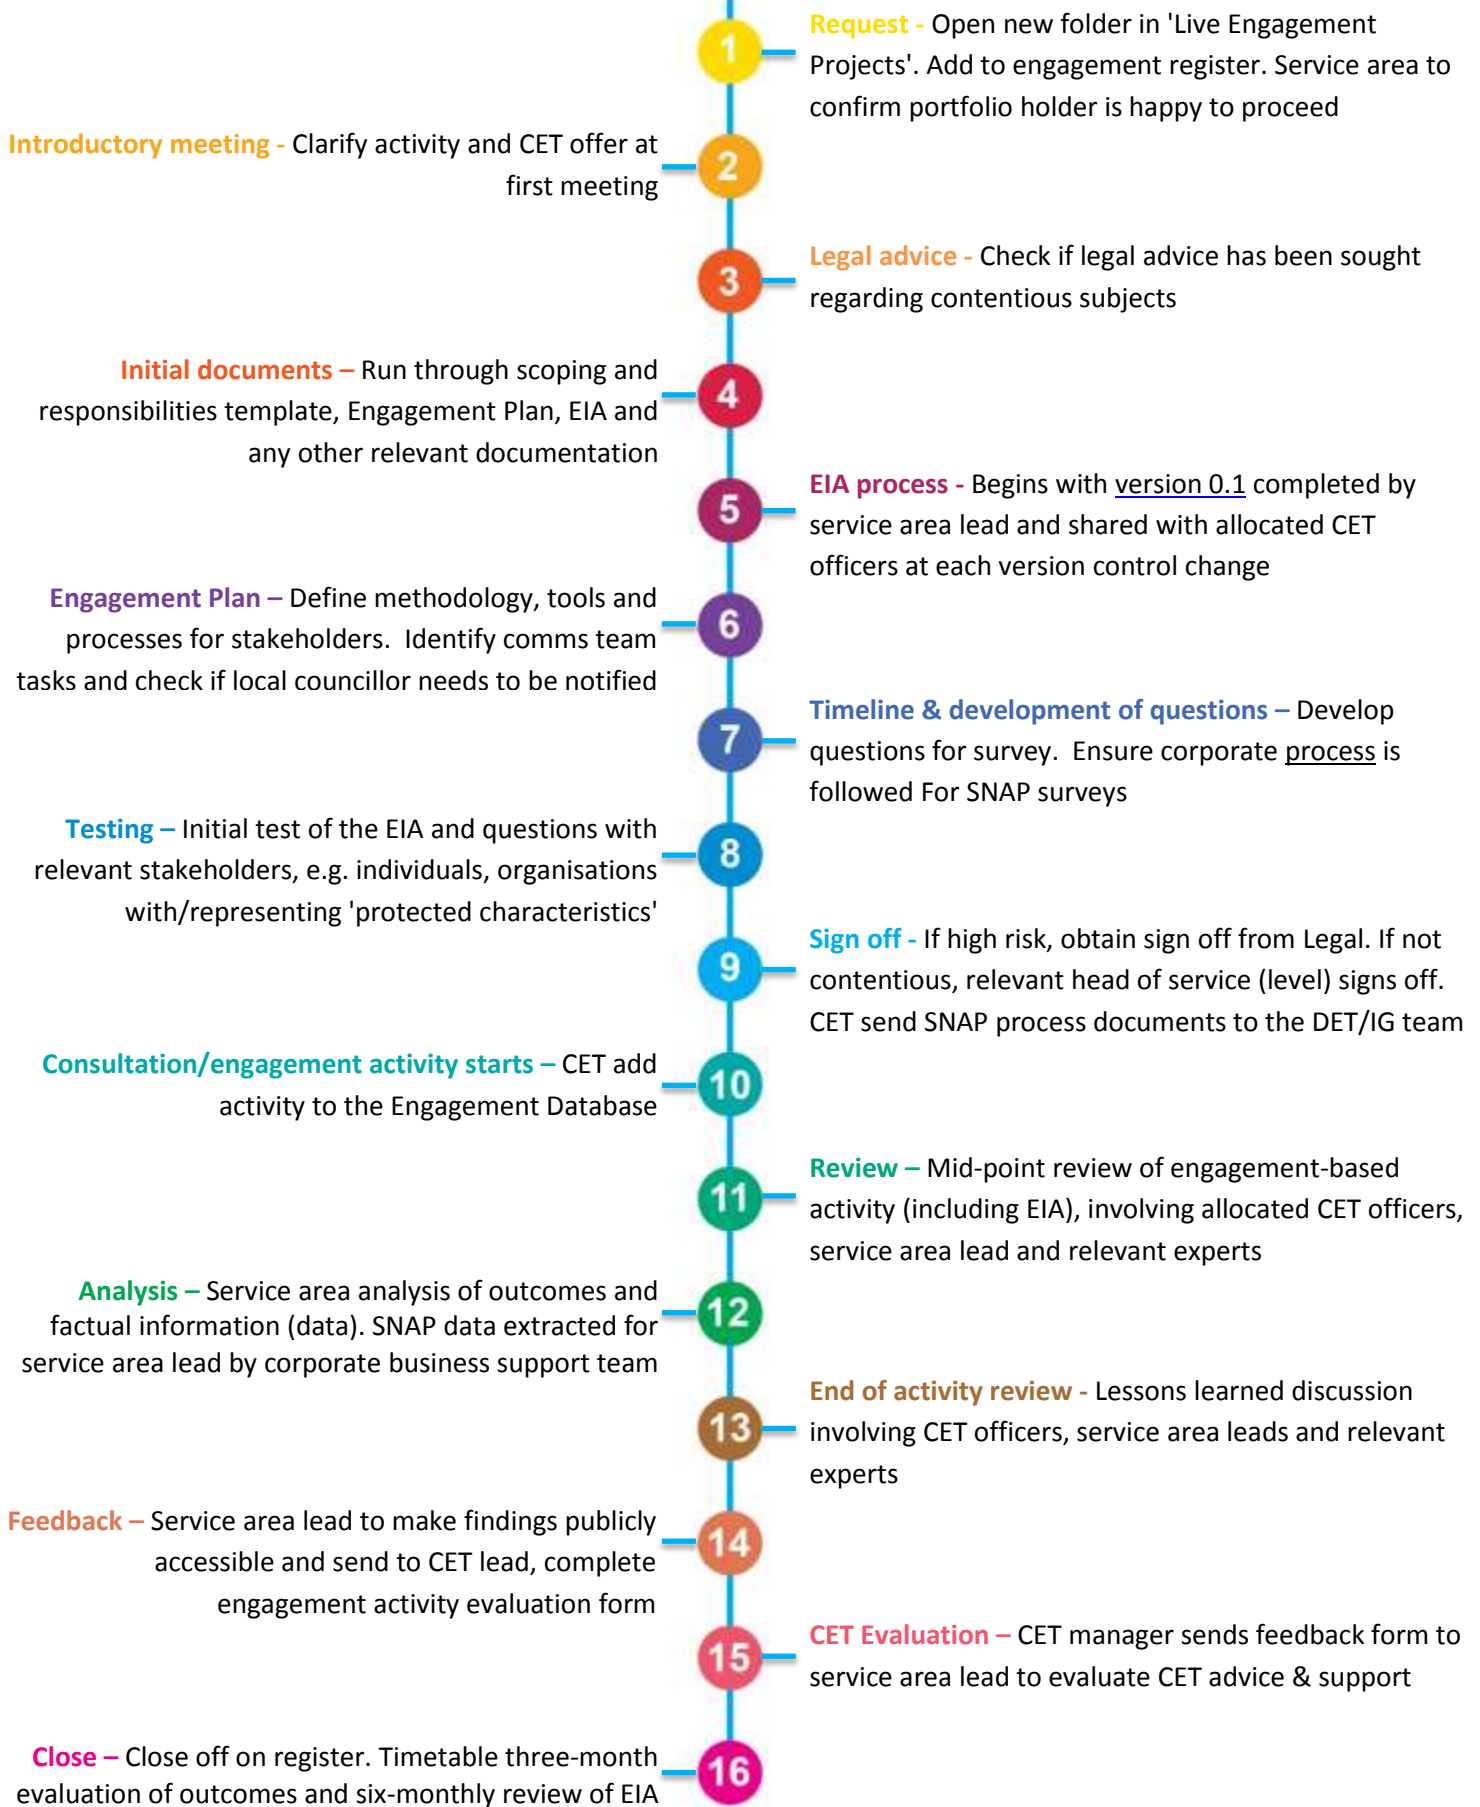 1
Request - Open new folder in 'Live Engagement
Projects'. Add to engagement register. Service area to
confirm portfolio holder is happy to proceed
Introductory meeting - Clarify activity and CET offer at
first meeting
2
3
Legal advice - Check if legal advice has been sought
regarding contentious subjects
Initial documents – Run through scoping and
responsibilities template, Engagement Plan, EIA and
any other relevant documentation
4
5
EIA process - Begins with version 0.1 completed by
service area lead and shared with allocated CET
officers at each version control change
Engagement Plan – Define methodology, tools and
processes for stakeholders.  Identify comms team
tasks and check if local councillor needs to be notified
6
7
Timeline & development of questions – Develop
questions for survey.  Ensure corporate process is
followed For SNAP surveys
Testing – Initial test of the EIA and questions with
relevant stakeholders, e.g. individuals, organisations
with/representing 'protected characteristics'
8
9
Sign off - If high risk, obtain sign off from Legal. If not
contentious, relevant head of service (level) signs off.
CET send SNAP process documents to the DET/IG team
Consultation/engagement activity starts – CET add
activity to the Engagement Database
10
11
Review – Mid-point review of engagement-based
activity (including EIA), involving allocated CET officers,
service area lead and relevant experts
Analysis – Service area analysis of outcomes and
factual information (data). SNAP data extracted for
service area lead by corporate business support team
12
13
End of activity review - Lessons learned discussion
involving CET officers, service area leads and relevant
experts
Feedback – Service area lead to make findings publicly
accessible and send to CET lead, complete
engagement activity evaluation form
14
15
CET Evaluation – CET manager sends feedback form to
service area lead to evaluate CET advice & support
Close – Close off on register. Timetable three-month
evaluation of outcomes and six-monthly review of EIA
16